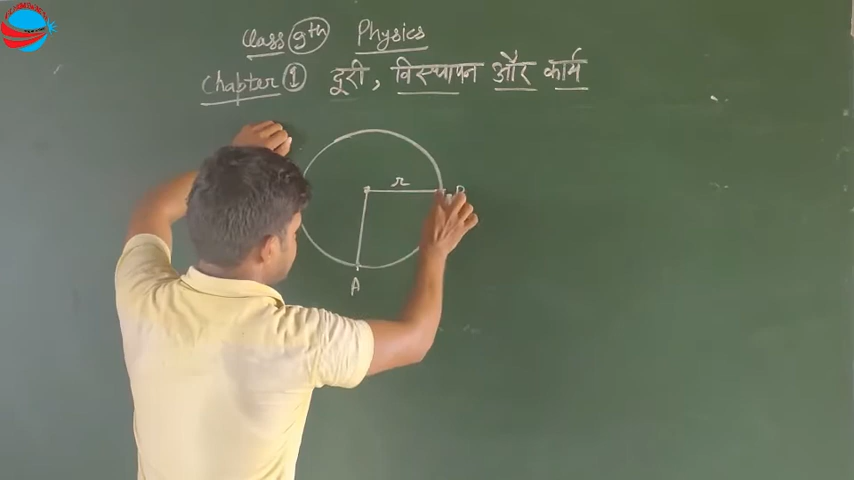 Class 9th Physics
Chapter 1 दूरी, विस्थापन और कार्य
r
A